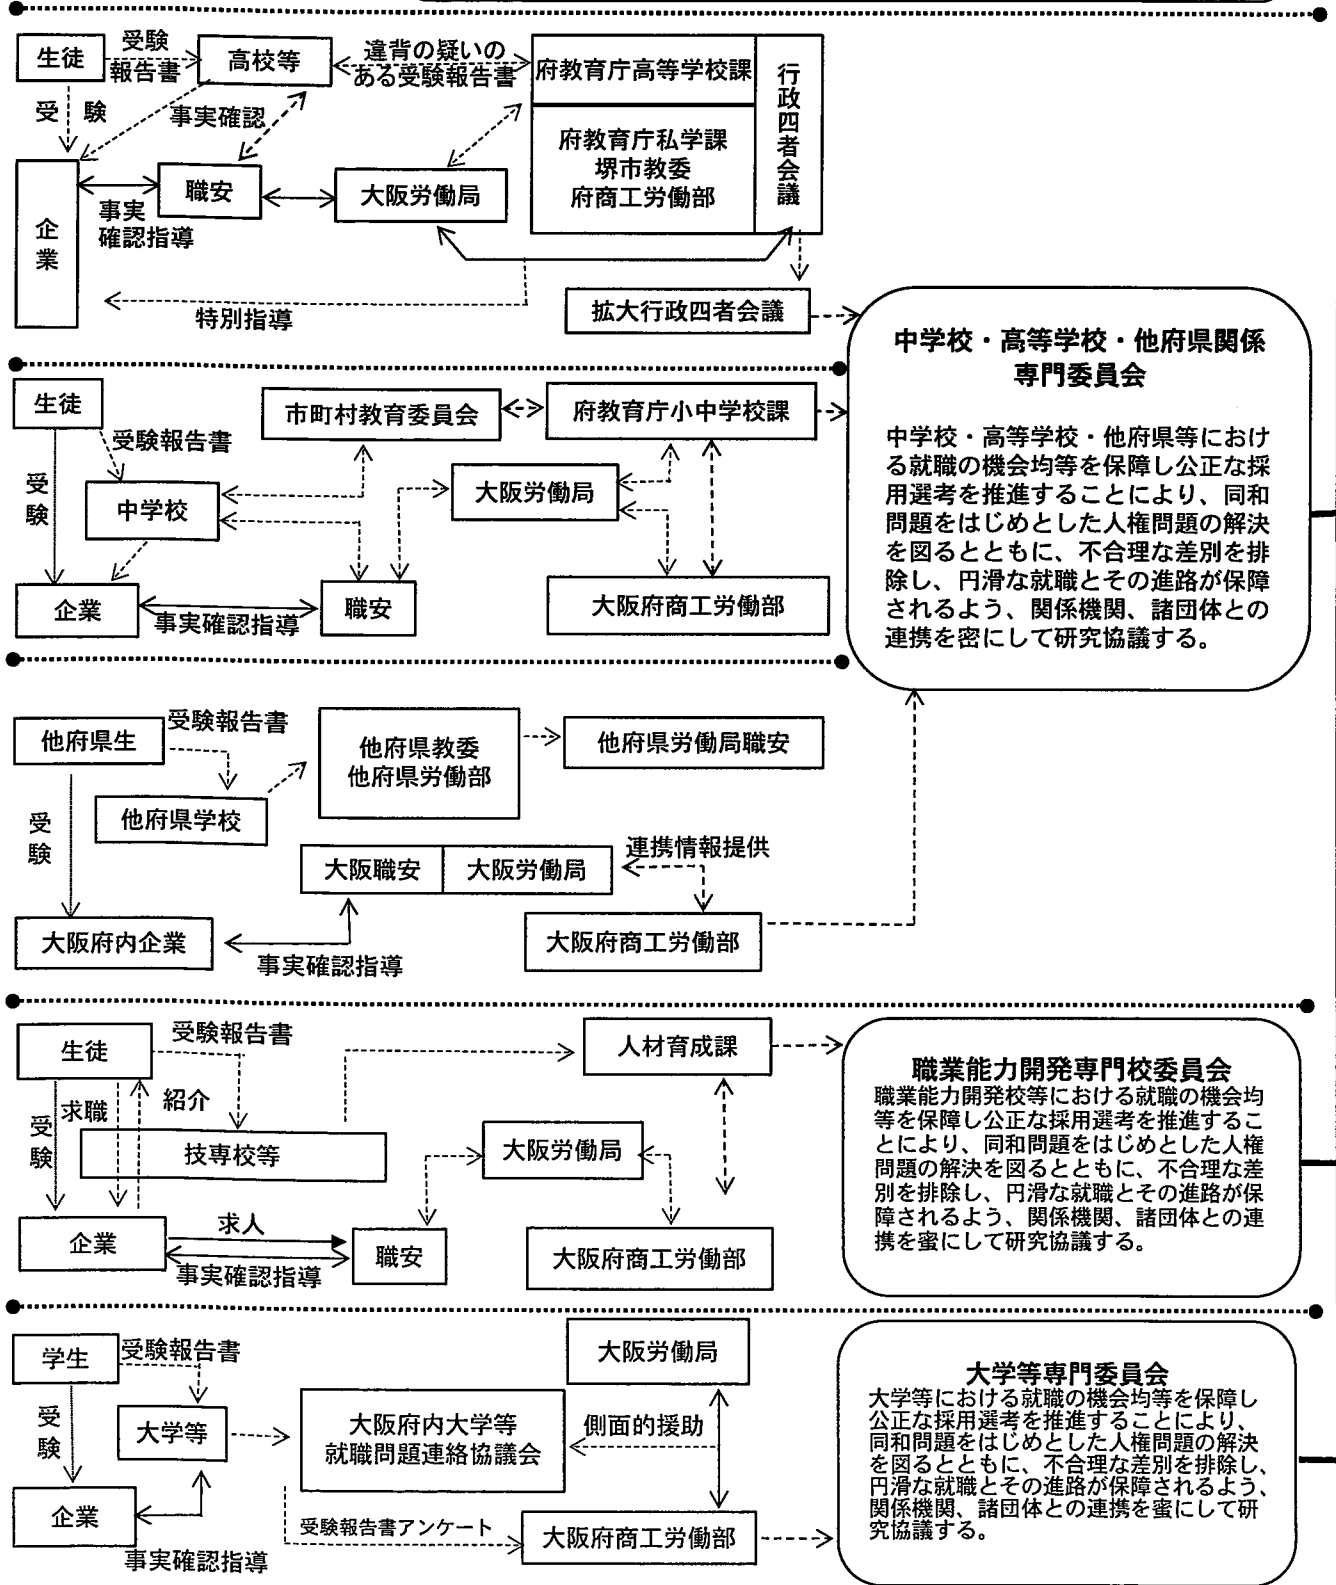 生徒
受験
報告書
高校等
違背の疑いの
ある受験報告書
府教育庁高等学校課
行政四者会議
受験
事実確認
府教育庁私学課
堺市教委
府商工労働部
企業
職安
大阪労働局
事実
確認指導
特別指導
拡大行政四者会議
中学校・高等学校・他府県関係
専門委員会
中学校・高等学校・他府県等におけ
る就職の機会均等を保障し公正な採
用選考を推進することにより、同和
問題をはじめとした人権問題の解決
を図るとともに、不合理な差別を排
除し、円滑な就職とその進路が保障
されるよう、関係機関、諸団体との
連携を密にして研究協議する。
生徒
受験報告書
市町村教育委員会
府教育庁小中学校課
受験
中学校
大阪労働局
企業
事実確認指導
職安
大阪府商工労働部
他府県生
受験報告書
他府県教委
他府県労働部
他府県労働局職安
他府県学校
受験
大阪職安
大阪労働局
連携情報提供
大阪府内企業
事実確認指導
大阪府商工労働部
生徒
受験報告書
人材育成課
受験
求職
紹介
技専校等
大阪労働局
企業
求人
事実確認指導
職安
大阪府商工労働部
職業能力開発専門校委員会
職業能力開発校等における就職の機会均
等を保障し公正な採用選考を推進するこ
とにより、同和問題をはじめとした人権
問題の解決を図るとともに、不合理な差
別を排除し、円滑な就職とその進路が保
障されるよう、関係機関、諸団体との連
携を蜜にして研究協議する。
学生
受験報告書
大阪労働局
受験
大学等
大阪府内大学等
就職問題連絡協議会
側面的援助
企業
事実確認指導
受験報告書アンケート
大阪府商工労働部
大学等専門委員会
大学等における就職の機会均等を保障し
公正な採用選考を推進することにより、
同和問題をはじめとした人権問題の解決
を図るとともに、不合理な差別を排除し、
円滑な就職とその進路が保障されるよう、
関係機関、諸団体との連携を蜜にして研
究協議する。